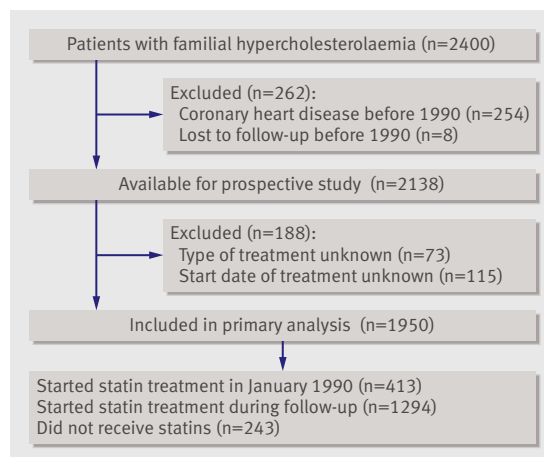 Patients with familial hypercholesterolaemia (n=2400)
Excluded (n=262):
Coronary heart disease before 1990 (n=254)
Lost to follow-up before 1990 (n=8)
Available for prospective study (n=2138)
Excluded (n=188):
Type of treatment unknown (n=73)
Start date of treatment unknown (n=115)
Included in primary analysis (n=1950)
Started statin treatment in January 1990 (n=413)
Started statin treatment during follow-up (n=1294)
Did not receive statins (n=243)